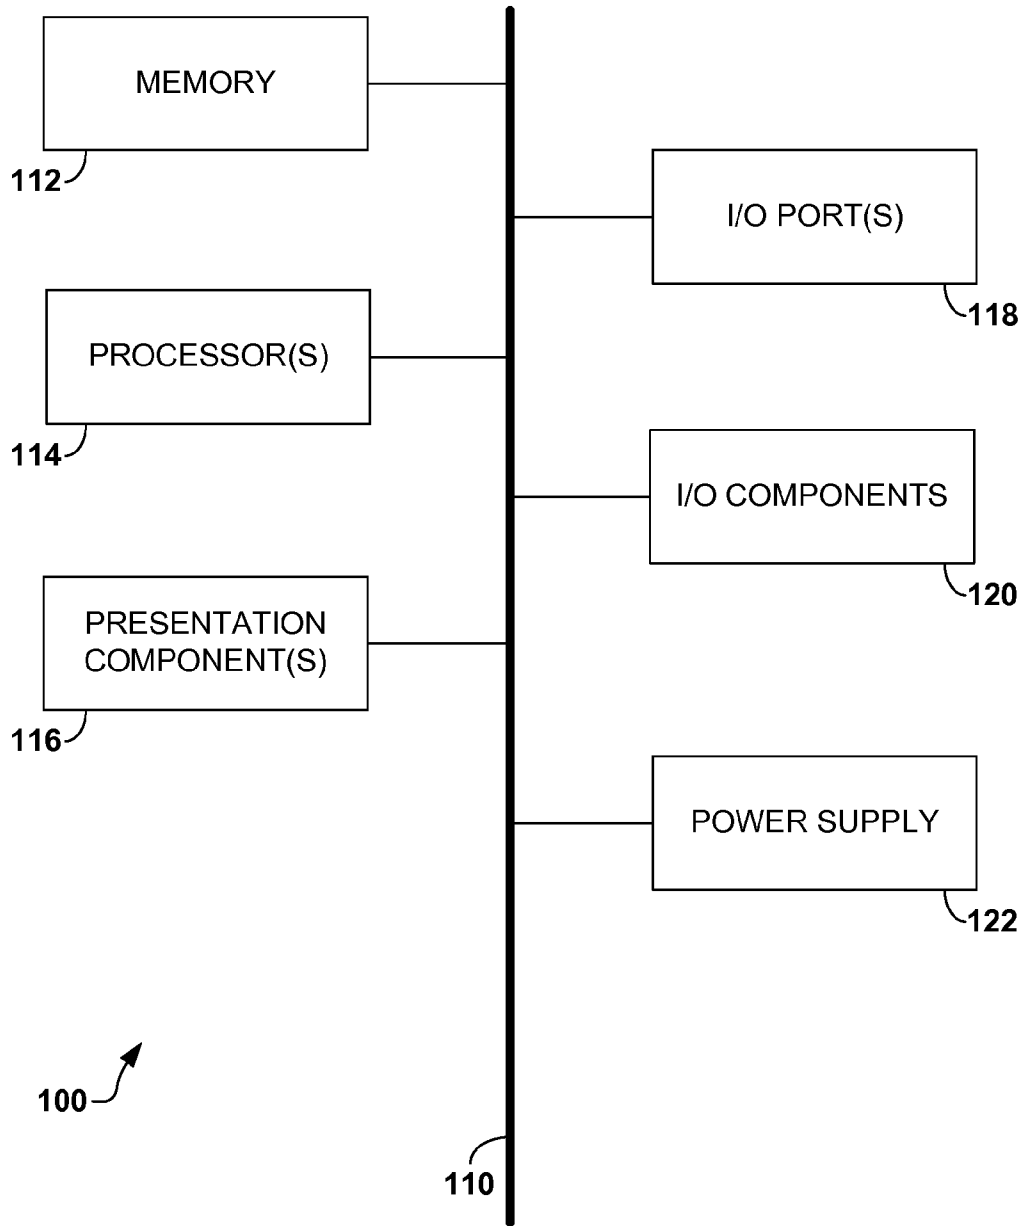 MEMORY
112
I/O PORT(S)
118
PROCESSOR(S)
114
I/O COMPONENTS
120
PRESENTATION
COMPONENT(S)
116
POWER SUPPLY
122
100
110